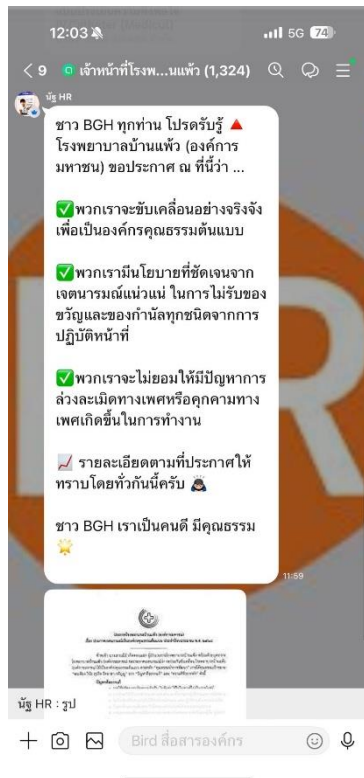 12:03
5G 74
9 เจ้าหน้าที่โรงพ...นแพ้ว (1,324)
นัฐ HR
ชาว BGH ทุกท่าน โปรดรับรู้
โรงพยาบาลบ้านแพ้ว (องค์การ
มหาชน) ขอประกาศ ณ ที่นี้ว่า ...
พวกเราจะขับเคลื่อนอย่างจริงจัง
เพื่อเป็นองค์กรคุณธรรมต้นแบบ
พวกเรามีนโยบายที่ชัดเจนจาก
เจตนารมณ์แน่วแน่ ในการไม่รับของ
ขวัญและของกำนัลทุกชนิดจากการ
ปฏิบัติหน้าที่
พวกเราจะไม่ยอมให้มีปัญหาการ
ล่วงละเมิดทางเพศหรือคุกคามทาง
เพศเกิดขึ้นในการทำงาน
รายละเอียดตามที่ประกาศให้
ทราบโดยทั่วกันนี้ครับ
ชาว BGH เราเป็นคนดี มีคุณธรรม
11:59
นัฐ HR : รูป
Bird สื่อสารองค์กร